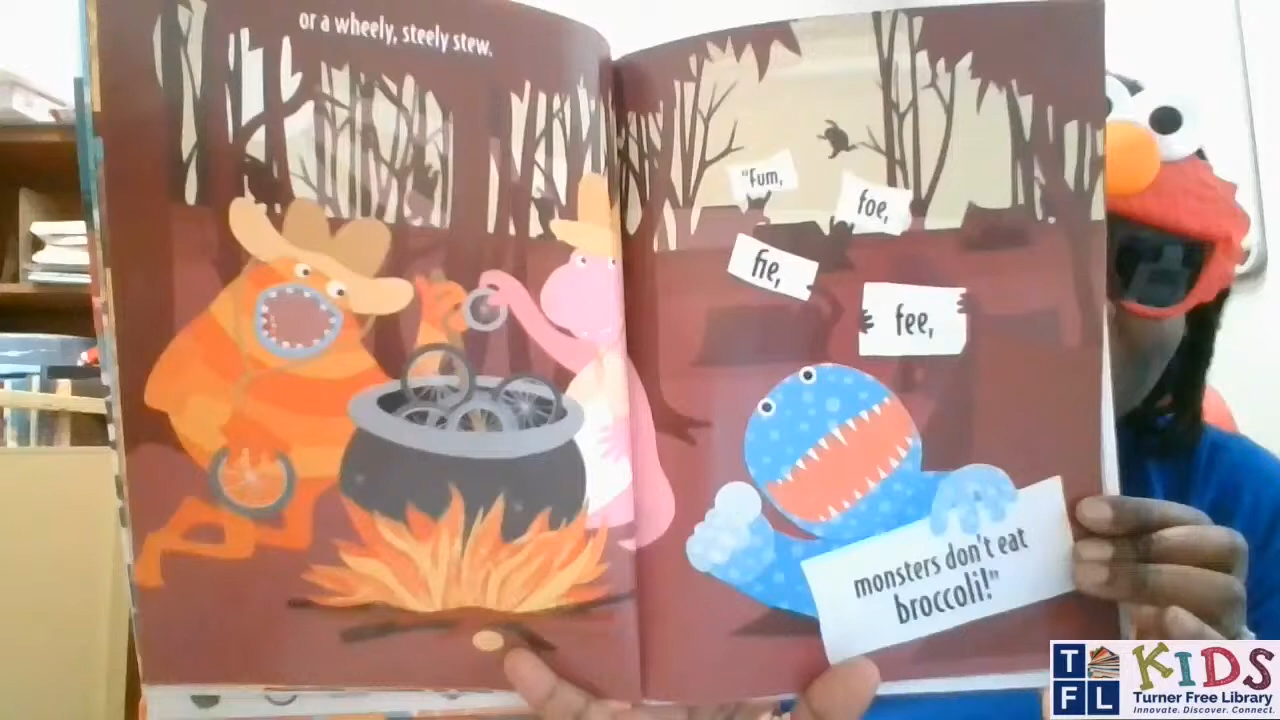 or a wheely, steely stew.
"Fum,
foe,
fie,
fee,
monsters don't eat
broccoli!"
TFL
KIDS
Turner Free Library
Innovate. Discover. Connect.